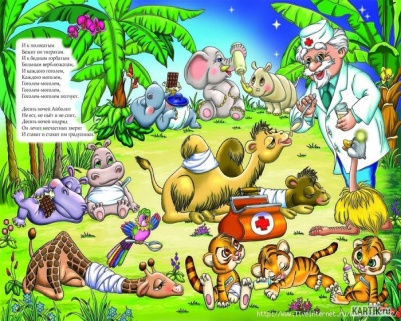 И к полосатым
Бежит он тигрятам.
И к бедным горбатым
Больным верблюжатам,
И каждого гоголем,
Каждого моголем,
Гоголем-моголем,
Гоголем-моголем,
Гоголем-моголем потчует.
Десять ночей Айболит
Не ест, не пьёт и не спит,
Десять ночей подряд
Он лечит несчастных зверят
И ставит и ставит им градусники.
KARTIK.ru